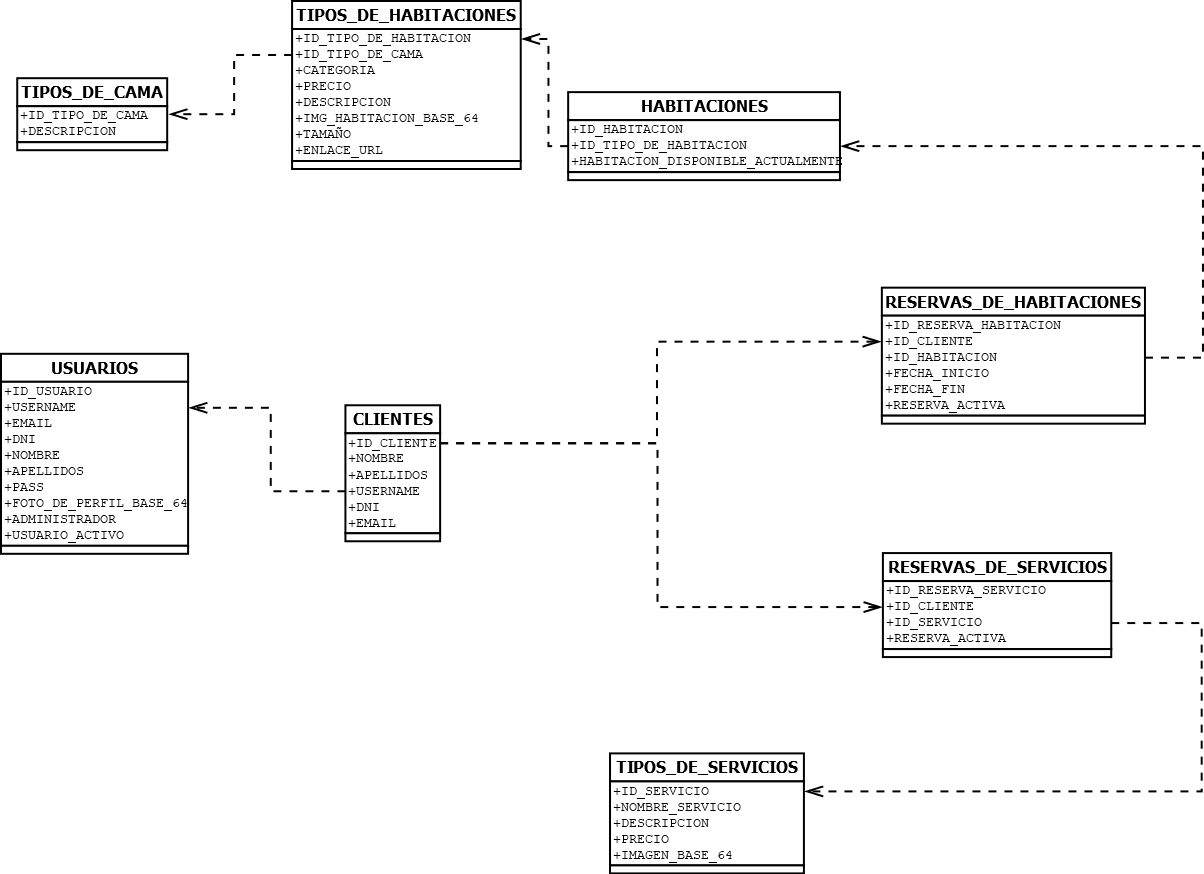 TIPOS_DE_HABITACIONES
+ID_TIPO_DE_HABITACION
+ID_TIPO_DE_CAMA
+CATEGORIA
+PRECIO
+DESCRIPCION
+IMG_HABITACION_BASE_64
+TAMAÑO
+ENLACE_URL
TIPOS_DE_CAMA
+ID_TIPO_DE_CAMA
+DESCRIPCION
HABITACIONES
+ID_HABITACION
+ID_TIPO_DE_HABITACION
+HABITACION_DISPONIBLE_ACTUALMENTE
RESERVAS_DE_HABITACIONES
+ID_RESERVA_HABITACION
+ID_CLIENTE
+ID_HABITACION
+FECHA_INICIO
+FECHA_FIN
+RESERVA_ACTIVA
USUARIOS
+ID_USUARIO
+USERNAME
+EMAIL
+DNI
+NOMBRE
+APELLIDOS
+PASS
+FOTO_DE_PERFIL_BASE_64
+ADMINISTRADOR
+USUARIO_ACTIVO
CLIENTES
+ID_CLIENTE
+NOMBRE
+APELLIDOS
+USERNAME
+DNI
+EMAIL
RESERVAS_DE_SERVICIOS
+ID_RESERVA_SERVICIO
+ID_CLIENTE
+ID_SERVICIO
+RESERVA_ACTIVA
TIPOS_DE_SERVICIOS
+ID_SERVICIO
+NOMBRE_SERVICIO
+DESCRIPCION
+PRECIO
+IMAGEN_BASE_64